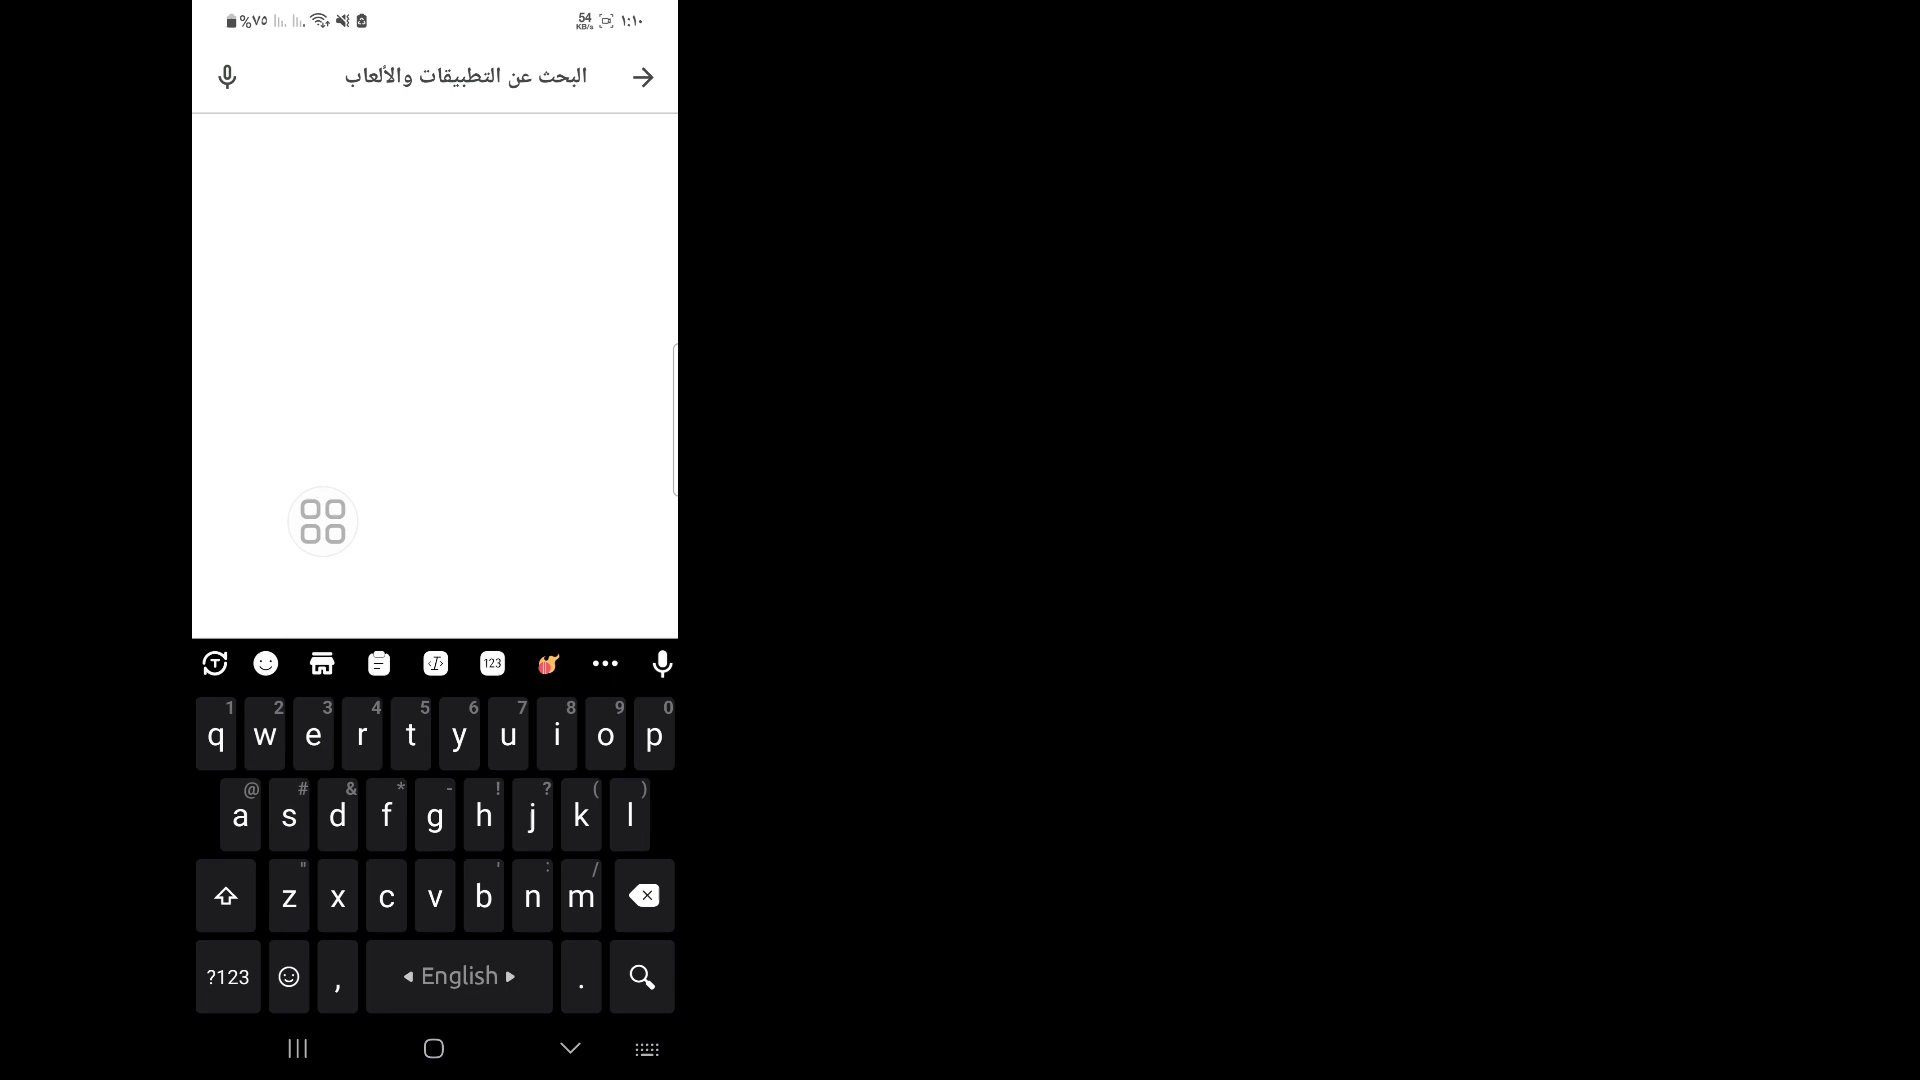 %٧٥
54
KB/s
١:١٠
البحث عن التطبيقات والألعاب
123
1 2 3 4 5 6 7 8 9 0
q w e r t y u i o p
@ # & * - ! ? ( )
a s d f g h j k l
" ' : /
z x c v b n m
?123 , English .